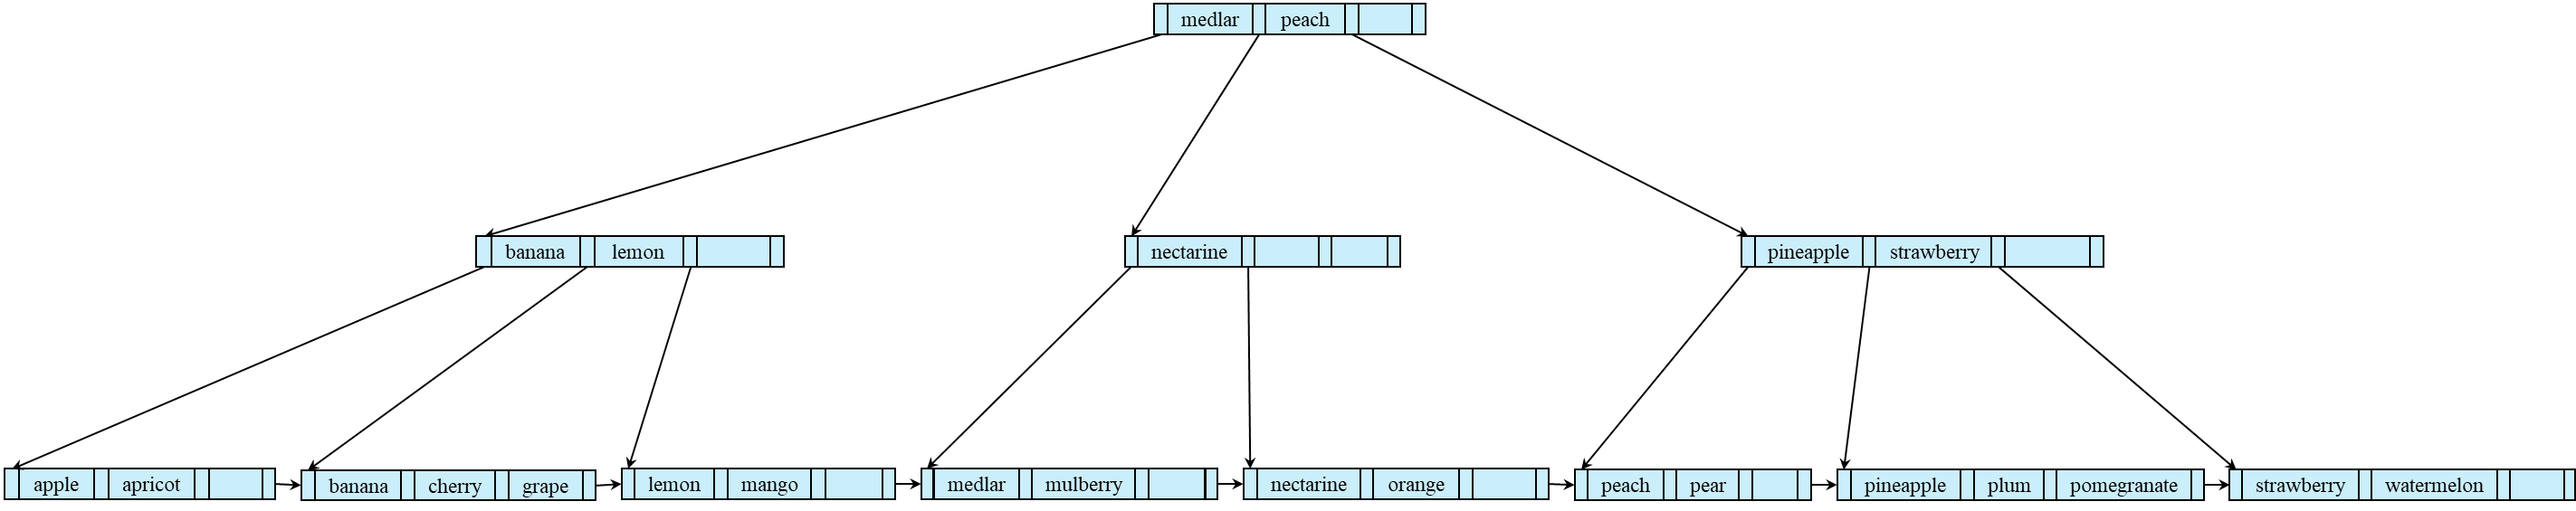 medlar peach
banana lemon
nectarine
pineapple strawberry
apple apricot
banana cherry grape
lemon mango
medlar mulberry
nectarine orange
peach pear
pineapple plum pomegranate
strawberry watermelon